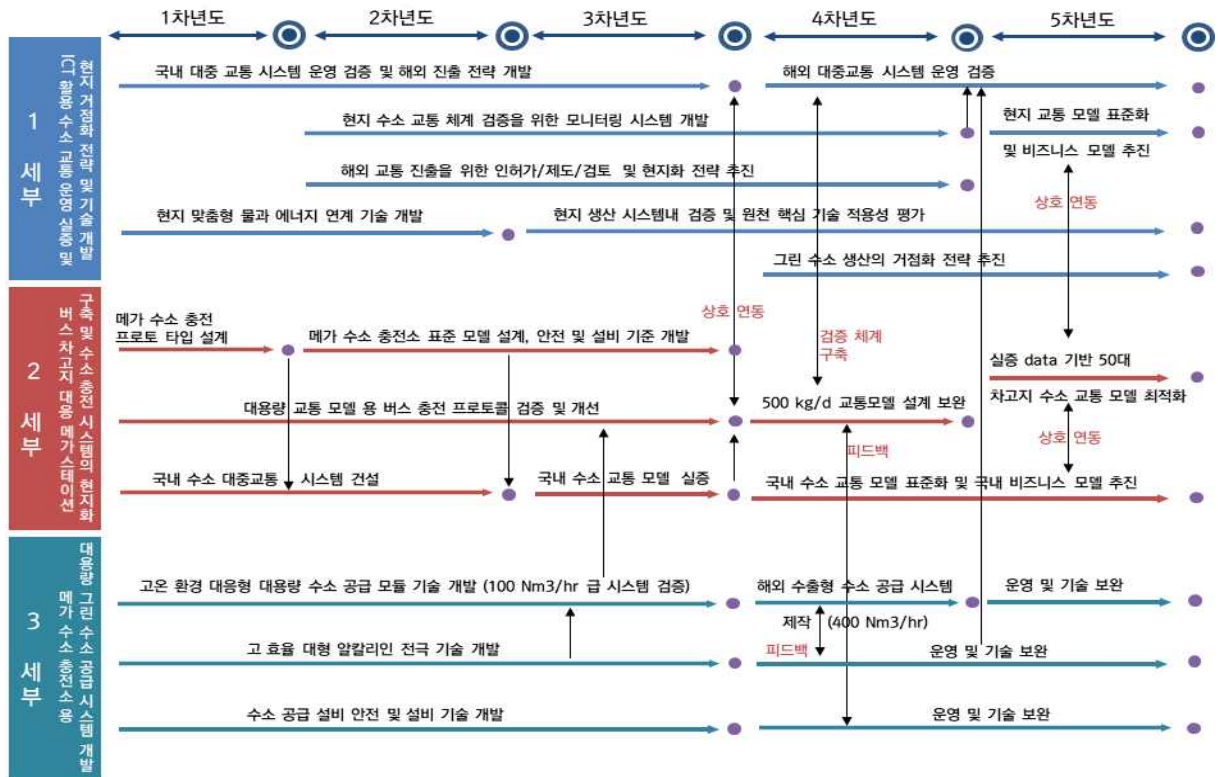 1차년도 2차년도 3차년도 4차년도 5차년도
1 세부
현지 거점화 전략 및 기술 개발
ICT활용 수소 교통 운영 실증 및
국내 대중 교통 시스템 운영 검증 및 해외 진출 전략 개발
해외 대중교통 시스템 운영 검증
현지 수소 교통 체계 검증을 위한 모니터링 시스템 개발
현지 교통 모델 표준화
및 비즈니스 모델 추진
해외 교통 진출을 위한 인허가/제도/검토 및 현지화 전략 추진
상호 연동
현지 맞춤형 물과 에너지 연계 기술 개발
현지 생산 시스템내 검증 및 원천 핵심 기술 적용성 평가
그린 수소 생산의 거점화 전략 추진
2 세부
구축 및 수소 충전 시스템의 현지화
버스 차고지 대응 메가스테이션
메가 수소 충전
프로토 타입 설계
메가 수소 충전소 표준 모델 설계, 안전 및 설비 기준 개발
상호 연동
검증 체계
구축
실증 data 기반 50대
차고지 수소 교통 모델 최적화
대용량 교통 모델 용 버스 충전 프로토콜 검증 및 개선
500 kg/d 교통모델 설계 보완
피드백
상호 연동
국내 수소 대중교통 시스템 건설
국내 수소 교통 모델 실증
국내 수소 교통 모델 표준화 및 국내 비즈니스 모델 추진
3 세부
대용량 그린 수소 공급 시스템 개발
메가 수소 충전소 용
고온 환경 대응형 대용량 수소 공급 모듈 기술 개발 (100 Nm3/hr 급 시스템 검증)
해외 수출형 수소 공급 시스템
제작 (400 Nm3/hr)
운영 및 기술 보완
고 효율 대형 알칼리인 전극 기술 개발
피드백
운영 및 기술 보완
수소 공급 설비 안전 및 설비 기술 개발
운영 및 기술 보완